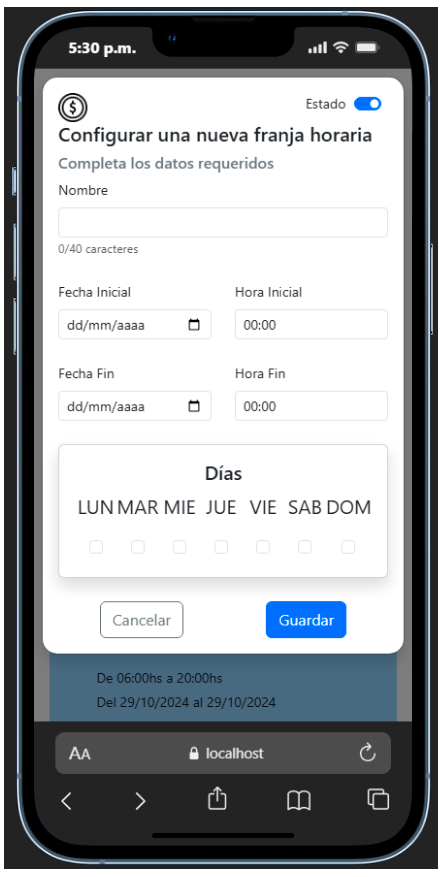 5:30 p.m.
$
Estado
Configurar una nueva franja horaria
Completa los datos requeridos
Nombre
0/40 caracteres
Fecha Inicial Hora Inicial
dd/mm/aaaa 00:00
Fecha Fin Hora Fin
dd/mm/aaaa 00:00
Días
LUN MAR MIE JUE VIE SAB DOM
Cancelar Guardar
De 06:00hs a 20:00hs
Del 29/10/2024 al 29/10/2024
AA localhost